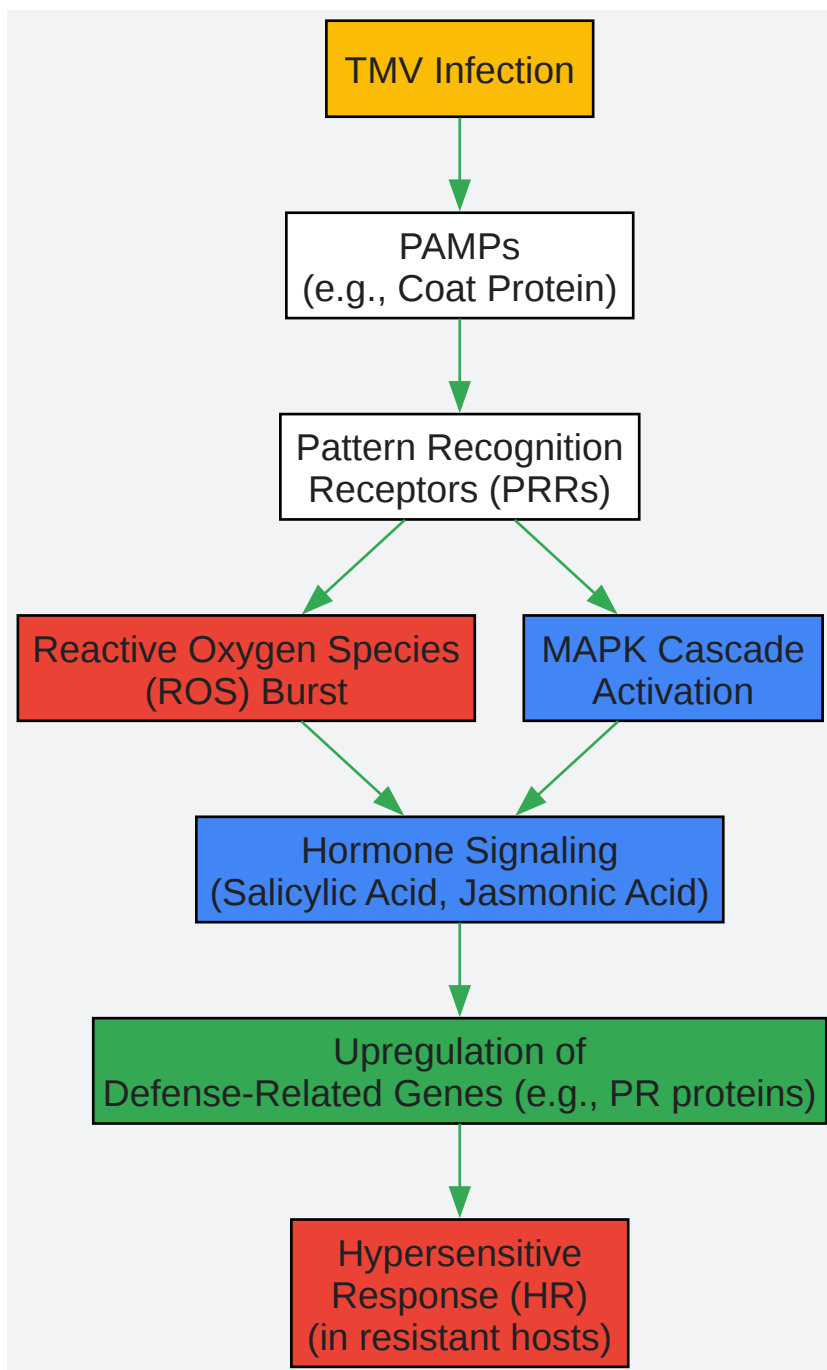 TMV Infection
PAMPs
(e.g., Coat Protein)
Pattern Recognition
Receptors (PRRs)
Reactive Oxygen Species
(ROS) Burst
MAPK Cascade
Activation
Hormone Signaling
(Salicylic Acid, Jasmonic Acid)
Upregulation of
Defense-Related Genes (e.g., PR proteins)
Hypersensitive
Response (HR)
(in resistant hosts)